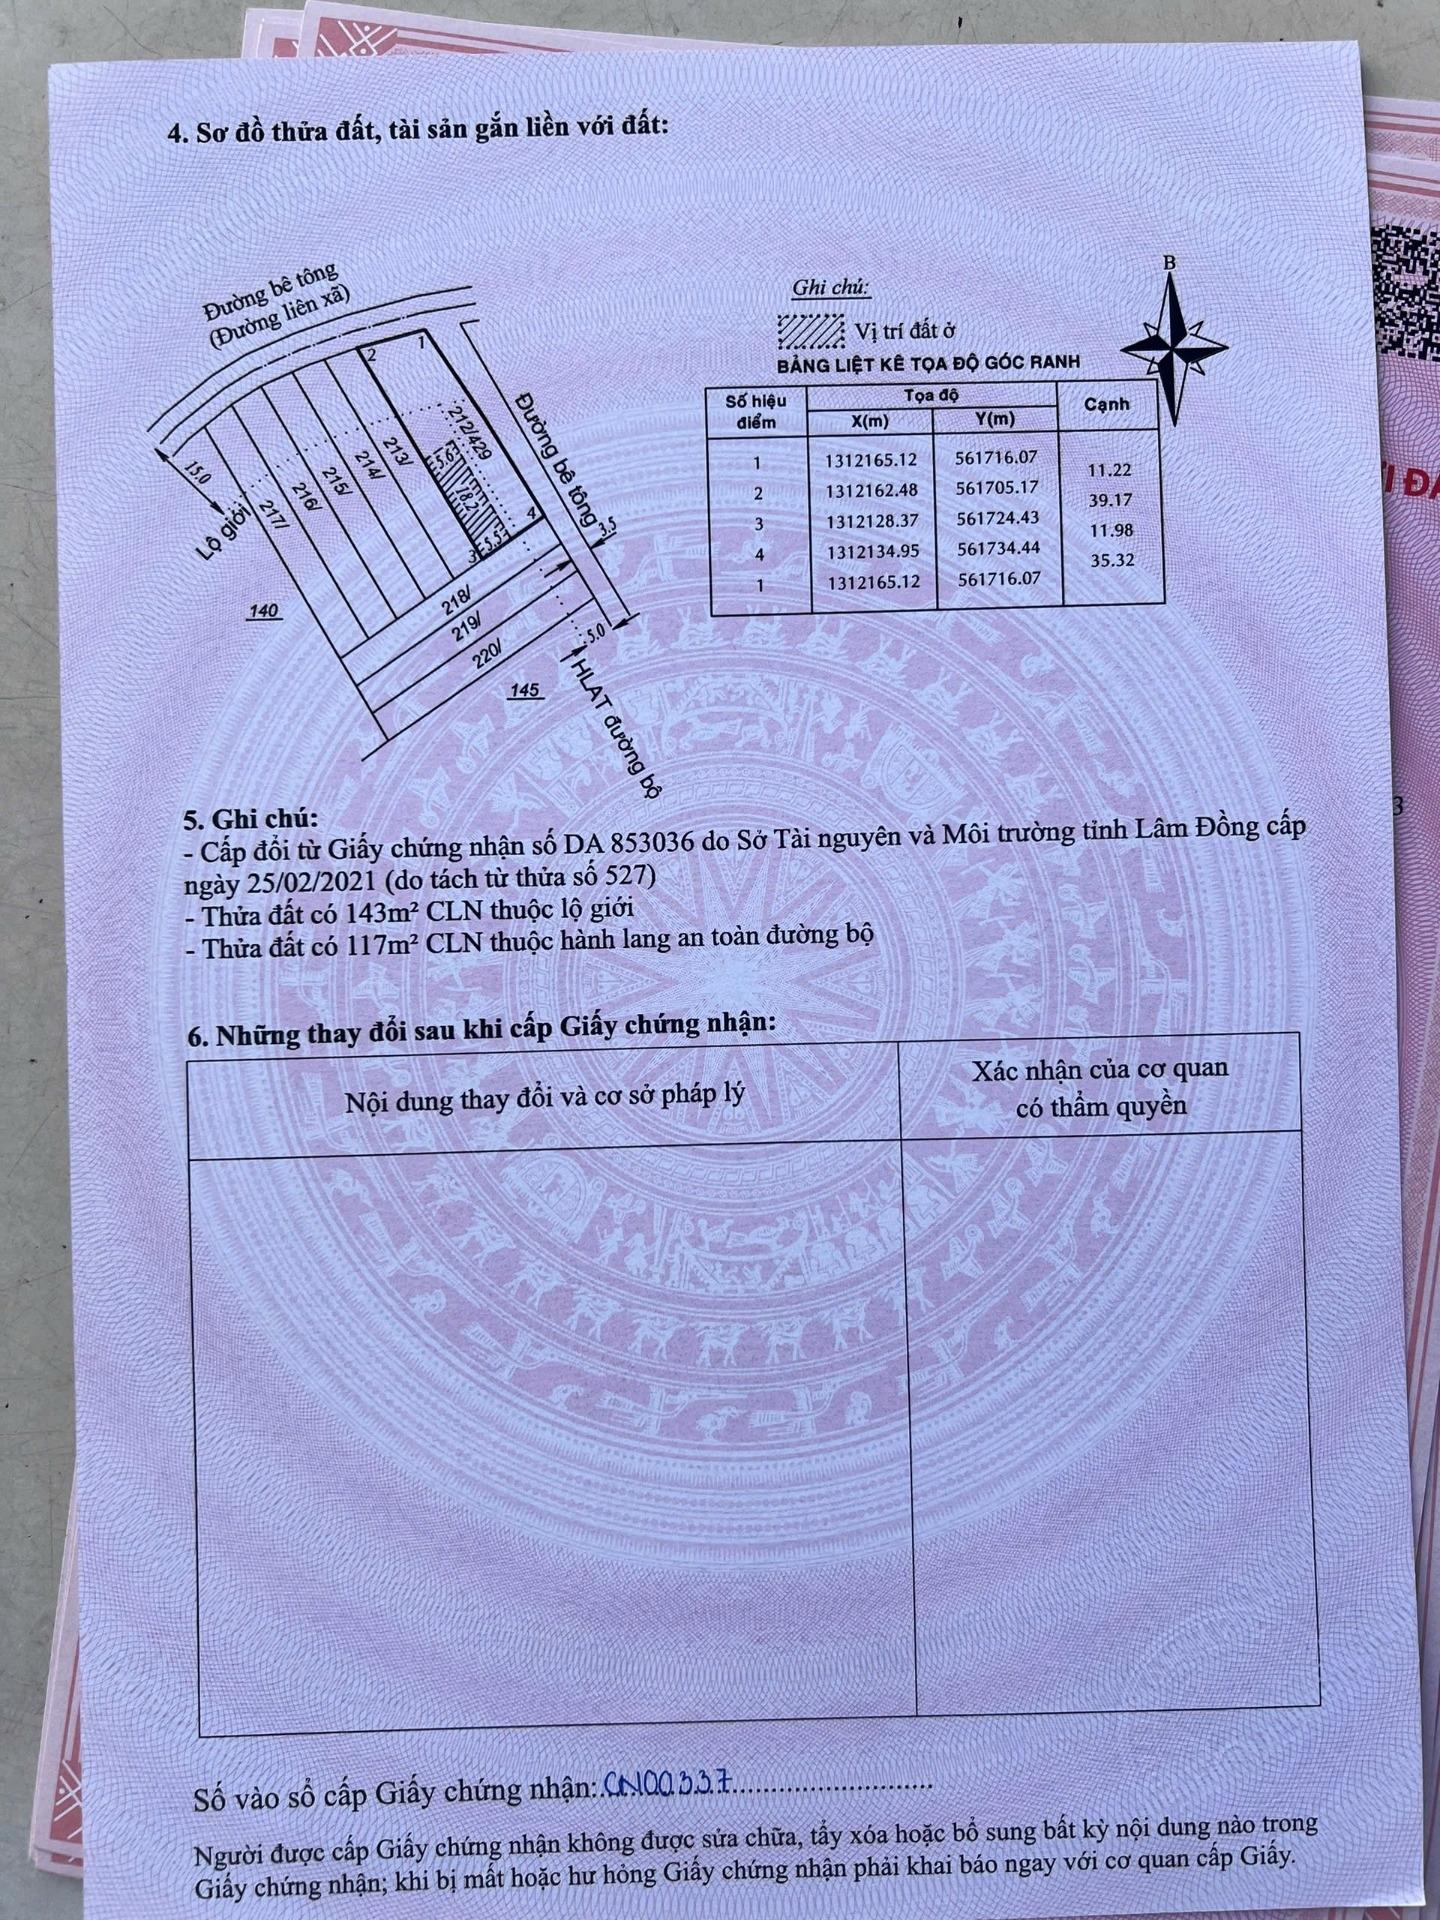 4. Sơ đồ thửa đất, tài sản gắn liền với đất:
Đường bê tông
(Đường liên xã)
2
1
212/429
213/
214/
215/
216/
217/
15.0
Lộ giới
5.63
78.2
5.53
3
4
Đường bê tông
3.5
218/
219/
220/
140
145
5.0
HLAT đường bộ
Ghi chú:
Vị trí đất ở
B
BẢNG LIỆT KÊ TỌA ĐỘ GÓC RANH
Số hiệu điểm Tọa độ Cạnh
X(m) Y(m)
1 1312165.12 561716.07
11.22
2 1312162.48 561705.17
39.17
3 1312128.37 561724.43
11.98
4 1312134.95 561734.44
35.32
1 1312165.12 561716.07
5. Ghi chú:
- Cấp đổi từ Giấy chứng nhận số DA 853036 do Sở Tài nguyên và Môi trường tỉnh Lâm Đồng cấp
ngày 25/02/2021 (do tách từ thửa số 527)
- Thửa đất có 143m² CLN thuộc lộ giới
- Thửa đất có 117m² CLN thuộc hành lang an toàn đường bộ
6. Những thay đổi sau khi cấp Giấy chứng nhận:
Nội dung thay đổi và cơ sở pháp lý
Xác nhận của cơ quan
có thẩm quyền
Số vào sổ cấp Giấy chứng nhận: CN00337
Người được cấp Giấy chứng nhận không được sửa chữa, tẩy xóa hoặc bổ sung bất kỳ nội dung nào trong
Giấy chứng nhận; khi bị mất hoặc hư hỏng Giấy chứng nhận phải khai báo ngay với cơ quan cấp Giấy.